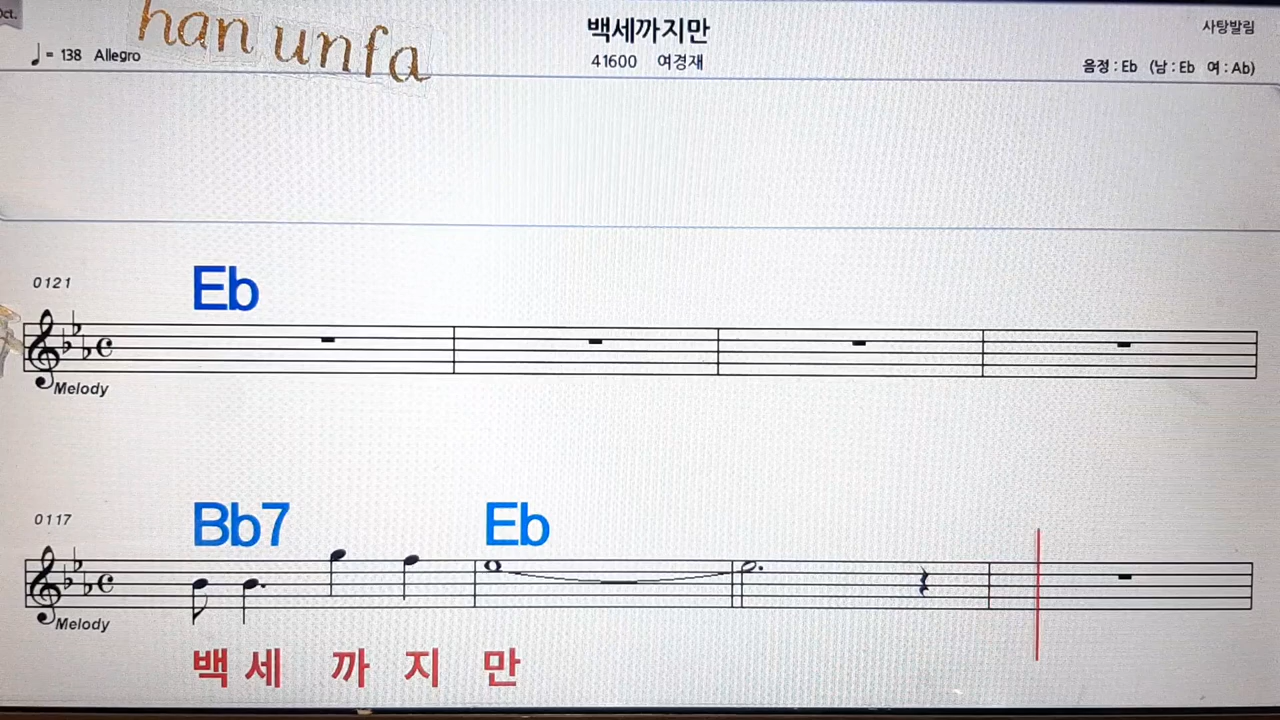 Oct.
han unfa
♩= 138 Allegro
백세까지만
41600 여경재
사탕발림
음정 : Eb (남 : Eb 여 : Ab)
0121
Eb
Melody
0117
Bb7 Eb
Melody
백 세 까 지 만